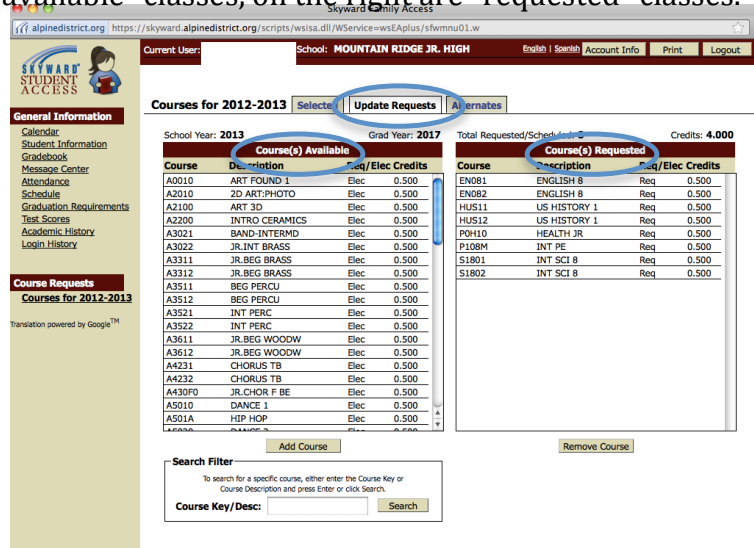 available" classes, on the right are "requested" classes.
Skyward Family Access
alpinedistrict.org https://skyward.alpinedistrict.org/scripts/wsisa.dll/WService=wsEAplus/sfwmnu01.w
SKYWARD®
STUDENT
ACCESS
Current User: School: MOUNTAIN RIDGE JR. HIGH English | Spanish Account Info Print Logout
Courses for 2012-2013 Selected Update Requests Alternates
General Information
Calendar
Student Information
Gradebook
Message Center
Attendance
Schedule
Graduation Requirements
Test Scores
Academic History
Login History
Course Requests
Courses for 2012-2013
Translation powered by Google™
School Year: 2013 Grad Year: 2017
Course(s) Available
Course Description Req/Elec Credits
A0010 ART FOUND 1 Elec 0.500
A2010 2D ART:PHOTO Elec 0.500
A2100 ART 3D Elec 0.500
A2200 INTRO CERAMICS Elec 0.500
A3021 BAND-INTERMD Elec 0.500
A3022 JR.INT BRASS Elec 0.500
A3311 JR.BEG BRASS Elec 0.500
A3312 JR.BEG BRASS Elec 0.500
A3511 BEG PERCU Elec 0.500
A3512 BEG PERCU Elec 0.500
A3521 INT PERC Elec 0.500
A3522 INT PERC Elec 0.500
A3611 JR.BEG WOODW Elec 0.500
A3612 JR.BEG WOODW Elec 0.500
A4231 CHORUS TB Elec 0.500
A4232 CHORUS TB Elec 0.500
A430F0 JR.CHOR F BE Elec 0.500
A5010 DANCE 1 Elec 0.500
A501A HIP HOP Elec 0.500
Add Course
Search Filter
To search for a specific course, either enter the Course Key or
Course Description and press Enter or click Search.
Course Key/Desc: Search
Total Requested/Scheduled: 8 Credits: 4.000
Course(s) Requested
Course Description Req/Elec Credits
EN081 ENGLISH 8 Req 0.500
EN082 ENGLISH 8 Req 0.500
HUS11 US HISTORY 1 Req 0.500
HUS12 US HISTORY 1 Req 0.500
P0H10 HEALTH JR Req 0.500
P108M INT PE Req 0.500
S1801 INT SCI 8 Req 0.500
S1802 INT SCI 8 Req 0.500
Remove Course